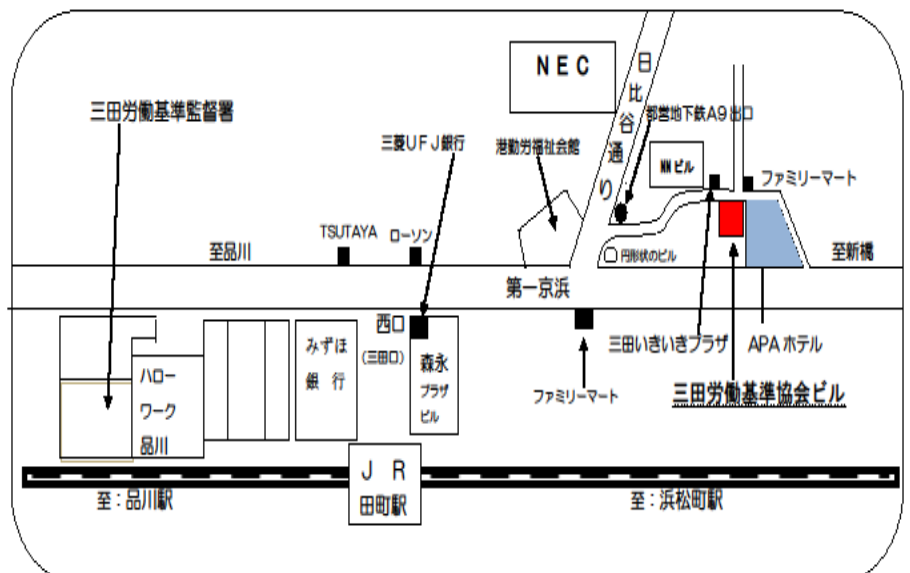 NEC
日比谷通り
三田労働基準監督署
都営地下鉄A9出口
三菱UFJ銀行
港勤労福祉会館
NNビル
ファミリーマート
TSUTAYA
ローソン
至品川
円形状のビル
至新橋
第一京浜
西口
(三田口)
みずほ
銀行
森永
プラザ
ビル
三田いきいきプラザ
APAホテル
ハロー
ワーク
品川
ファミリーマート
三田労働基準協会ビル
JR
田町駅
至:品川駅
至:浜松町駅